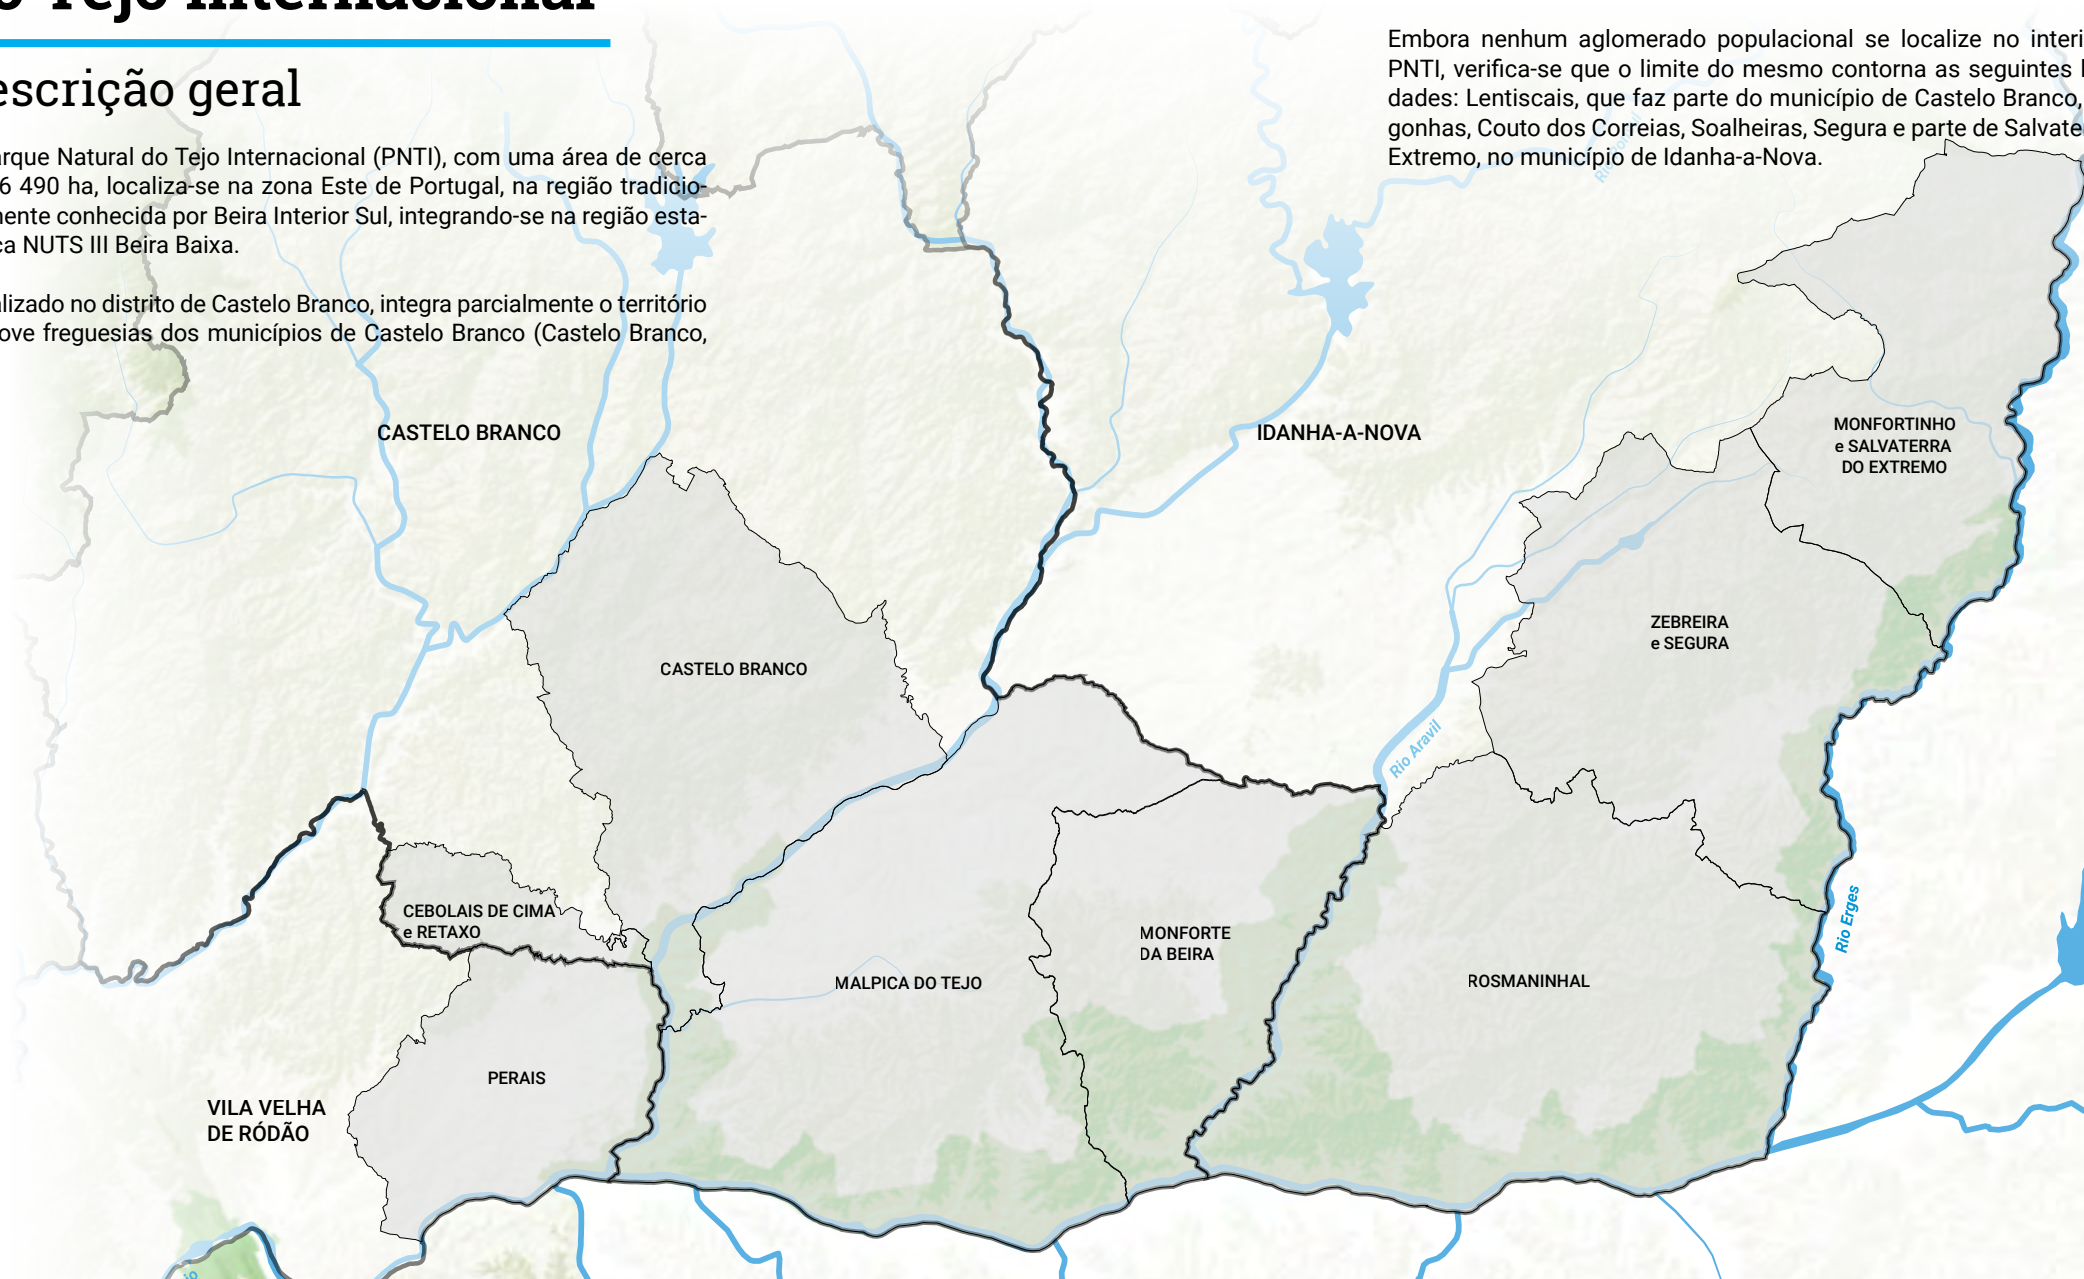 o Tejo Internacional
escrição geral
arque Natural do Tejo Internacional (PNTI), com uma área de cerca
6 490 ha, localiza-se na zona Este de Portugal, na região tradicio-
mente conhecida por Beira Interior Sul, integrando-se na região esta-
ca NUTS III Beira Baixa.
alizado no distrito de Castelo Branco, integra parcialmente o território
ove freguesias dos municípios de Castelo Branco (Castelo Branco,
Embora nenhum aglomerado populacional se localize no interi
PNTI, verifica-se que o limite do mesmo contorna as seguintes l
dades: Lentiscais, que faz parte do município de Castelo Branco,
gonhas, Couto dos Correias, Soalheiras, Segura e parte de Salvate
Extremo, no município de Idanha-a-Nova.
CASTELO BRANCO
IDANHA-A-NOVA
MONFORTINHO
e SALVATERRA
DO EXTREMO
ZEBREIRA
e SEGURA
CASTELO BRANCO
Rio Aravil
CEBOLAIS DE CIMA
e RETAXO
MONFORTE
DA BEIRA
Rio Erges
MALPICA DO TEJO
ROSMANINHAL
PERAIS
VILA VELHA
DE RÓDÃO